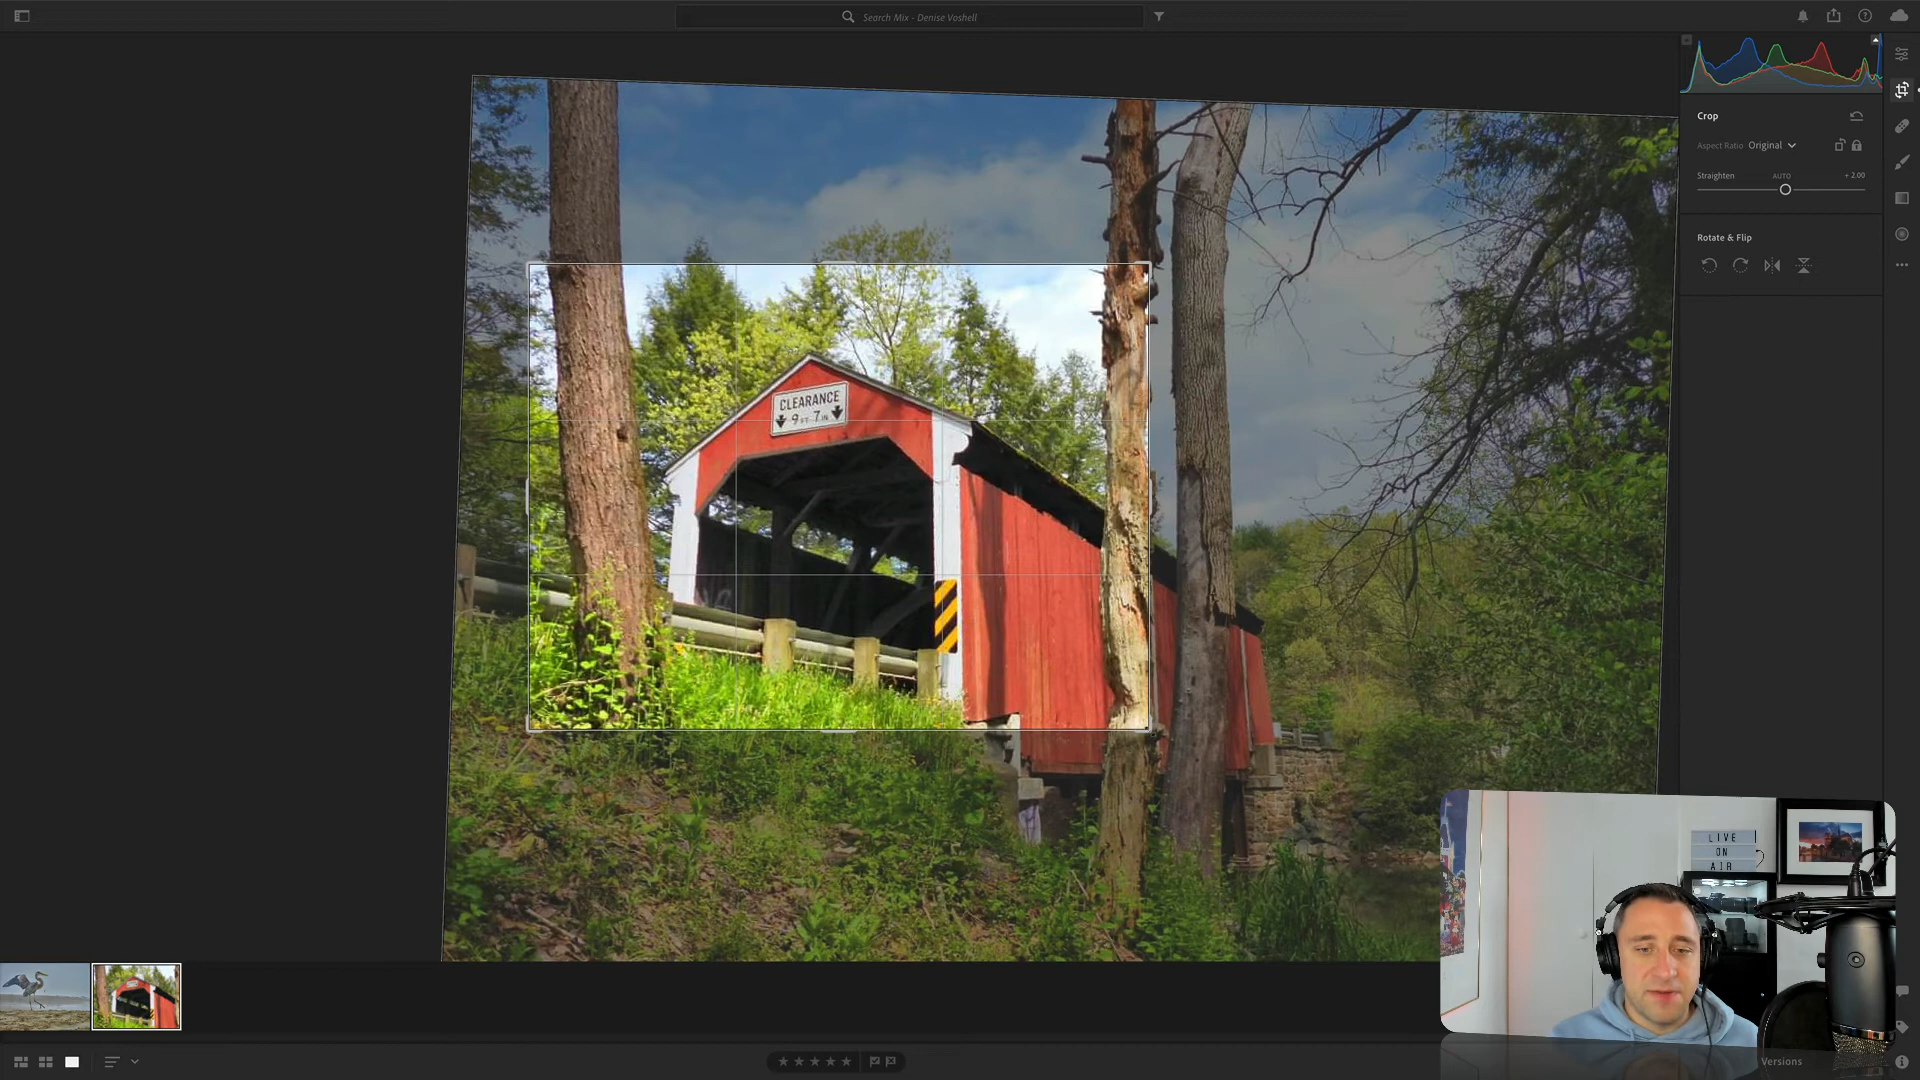 Search Mix - Denise Voshell
Crop
Aspect Ratio Original
Straighten AUTO + 2.00
Rotate & Flip
CLEARANCE
9 FT 7 IN
LIVE
ON
AIR
Versions